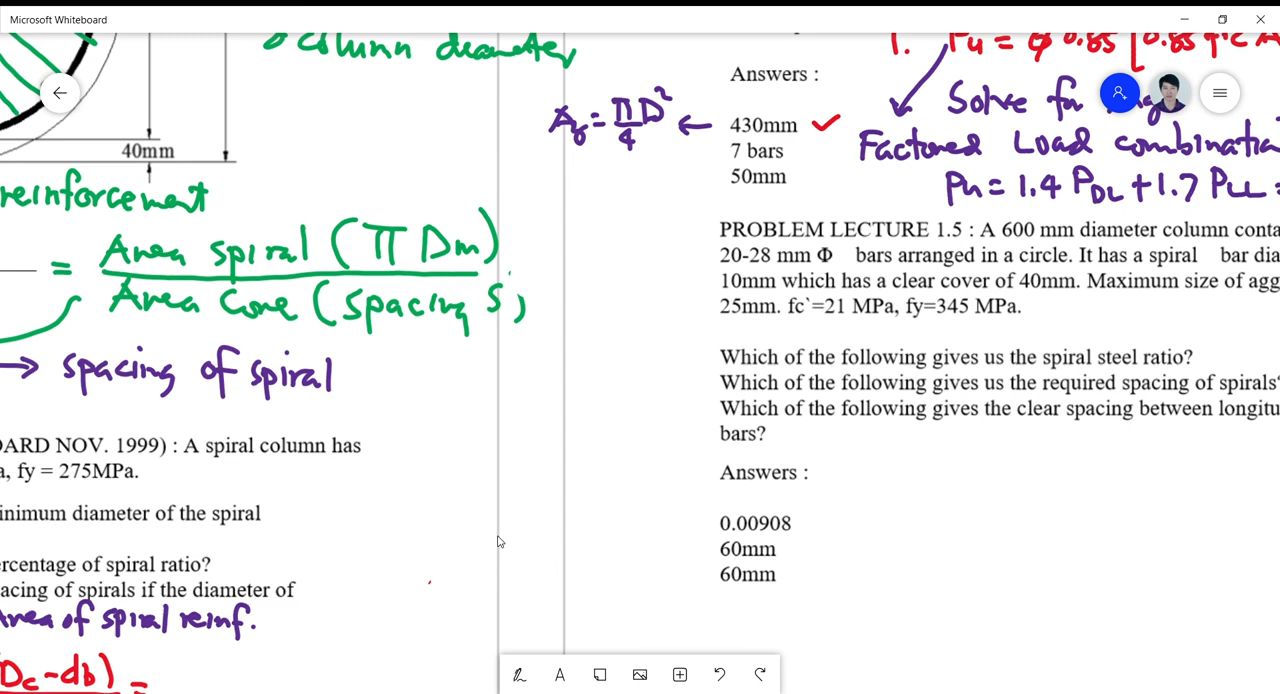 Microsoft Whiteboard
column diameter
40mm
reinforcement
= Area spiral (π Dm)
Area Core (spacing S)
→ spacing of spiral
DARD NOV. 1999) : A spiral column has
a, fy = 275MPa.
inimum diameter of the spiral
ercentage of spiral ratio?
acing of spirals if the diameter of
Area of spiral reinf.
Dc - db) =
Ag = π/4 D² ←
1. Pu = φ 0.85 [0.85 f'c A
Answers :
430mm ✓
7 bars
50mm
Solve for
Factored Load combinatio
Pu = 1.4 PDL + 1.7 PLL =
PROBLEM LECTURE 1.5 : A 600 mm diameter column conta
20-28 mm Φ bars arranged in a circle. It has a spiral bar dia
10mm which has a clear cover of 40mm. Maximum size of agg
25mm. fc`=21 MPa, fy=345 MPa.
Which of the following gives us the spiral steel ratio?
Which of the following gives us the required spacing of spirals?
Which of the following gives the clear spacing between longitu
bars?
Answers :
0.00908
60mm
60mm